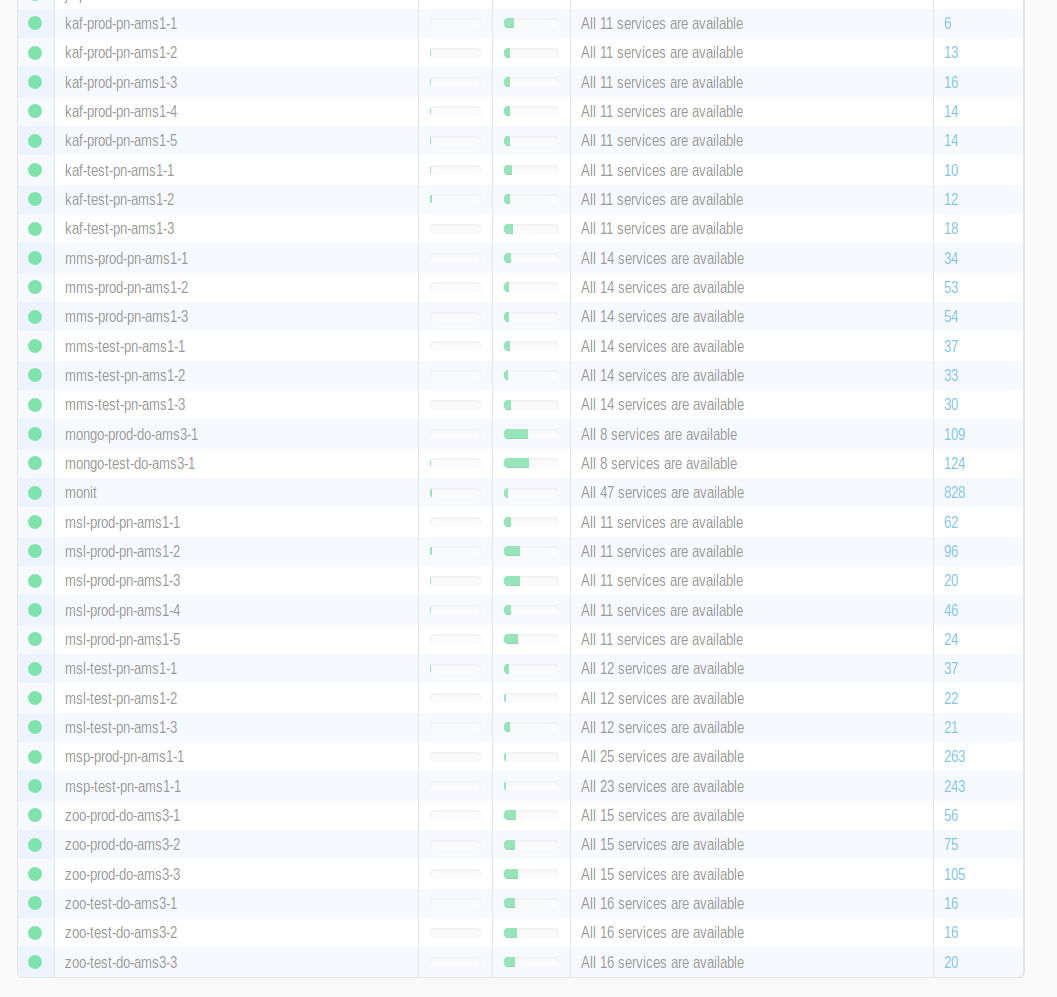 kaf-prod-pn-ams1-1 All 11 services are available 6
kaf-prod-pn-ams1-2 All 11 services are available 13
kaf-prod-pn-ams1-3 All 11 services are available 16
kaf-prod-pn-ams1-4 All 11 services are available 14
kaf-prod-pn-ams1-5 All 11 services are available 14
kaf-test-pn-ams1-1 All 11 services are available 10
kaf-test-pn-ams1-2 All 11 services are available 12
kaf-test-pn-ams1-3 All 11 services are available 18
mms-prod-pn-ams1-1 All 14 services are available 34
mms-prod-pn-ams1-2 All 14 services are available 53
mms-prod-pn-ams1-3 All 14 services are available 54
mms-test-pn-ams1-1 All 14 services are available 37
mms-test-pn-ams1-2 All 14 services are available 33
mms-test-pn-ams1-3 All 14 services are available 30
mongo-prod-do-ams3-1 All 8 services are available 109
mongo-test-do-ams3-1 All 8 services are available 124
monit All 47 services are available 828
msl-prod-pn-ams1-1 All 11 services are available 62
msl-prod-pn-ams1-2 All 11 services are available 96
msl-prod-pn-ams1-3 All 11 services are available 20
msl-prod-pn-ams1-4 All 11 services are available 46
msl-prod-pn-ams1-5 All 11 services are available 24
msl-test-pn-ams1-1 All 12 services are available 37
msl-test-pn-ams1-2 All 12 services are available 22
msl-test-pn-ams1-3 All 12 services are available 21
msp-prod-pn-ams1-1 All 25 services are available 263
msp-test-pn-ams1-1 All 23 services are available 243
zoo-prod-do-ams3-1 All 15 services are available 56
zoo-prod-do-ams3-2 All 15 services are available 75
zoo-prod-do-ams3-3 All 15 services are available 105
zoo-test-do-ams3-1 All 16 services are available 16
zoo-test-do-ams3-2 All 16 services are available 16
zoo-test-do-ams3-3 All 16 services are available 20